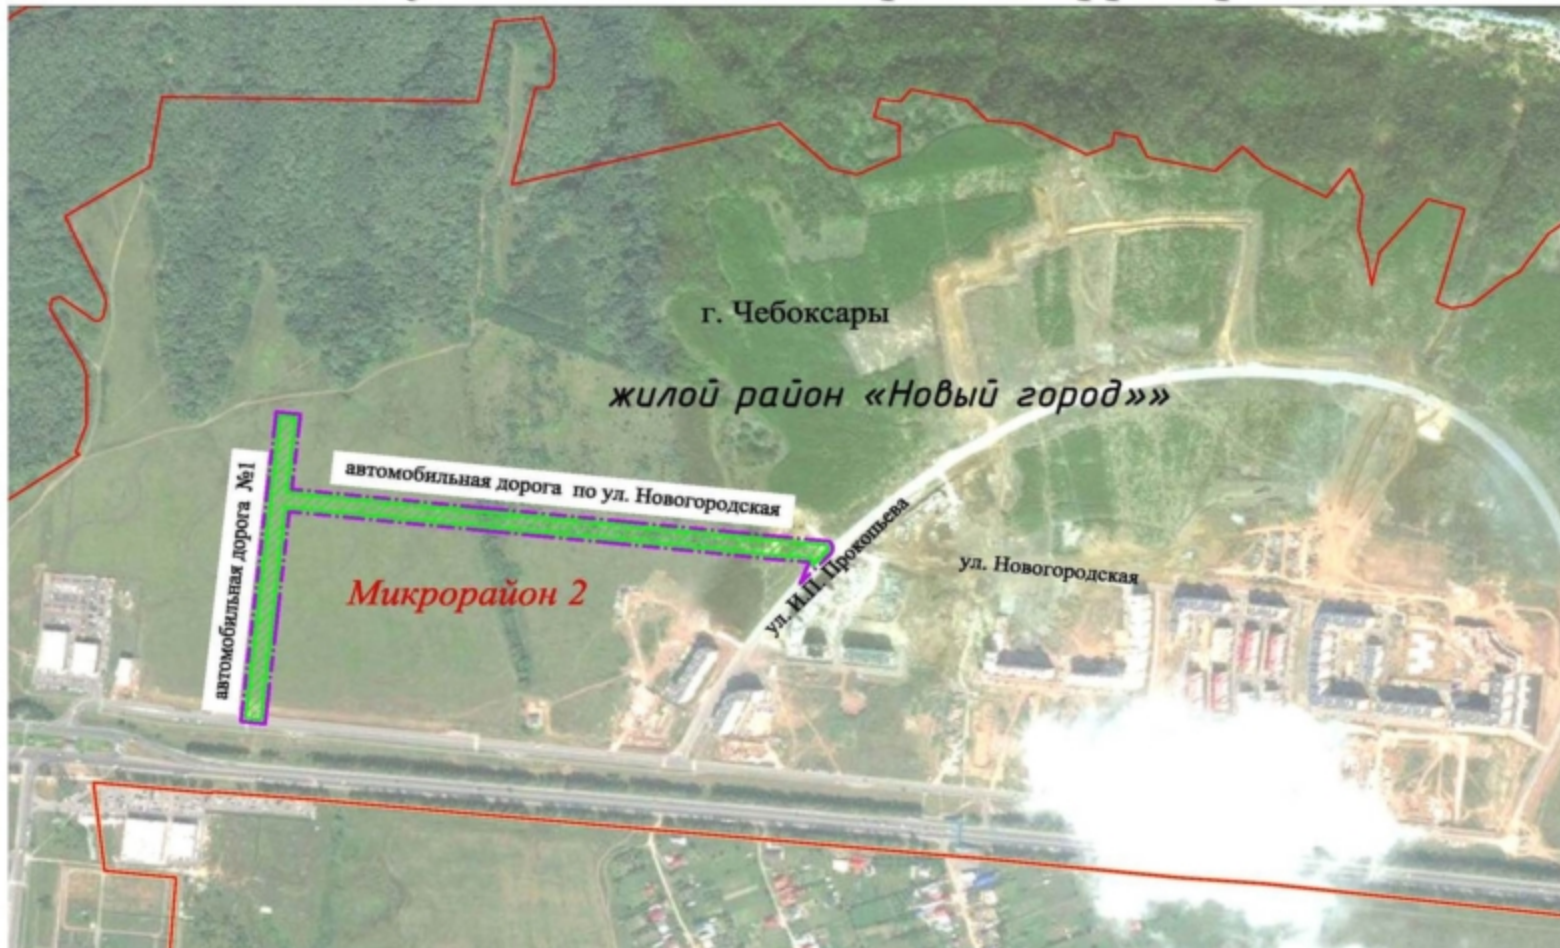 г. Чебоксары
жилой район «Новый город»»
автомобильная дорога по ул. Новогородская
автомобильная дорога №1
ул. И.П. Прокопьева
ул. Новогородская
Микрорайон 2